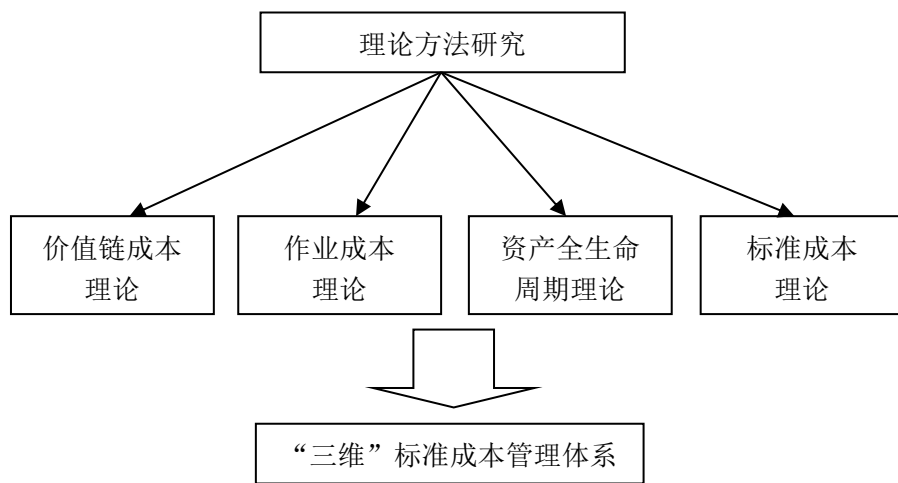 理论方法研究
价值链成本
理论
作业成本
理论
资产全生命
周期理论
标准成本
理论
“三维”标准成本管理体系